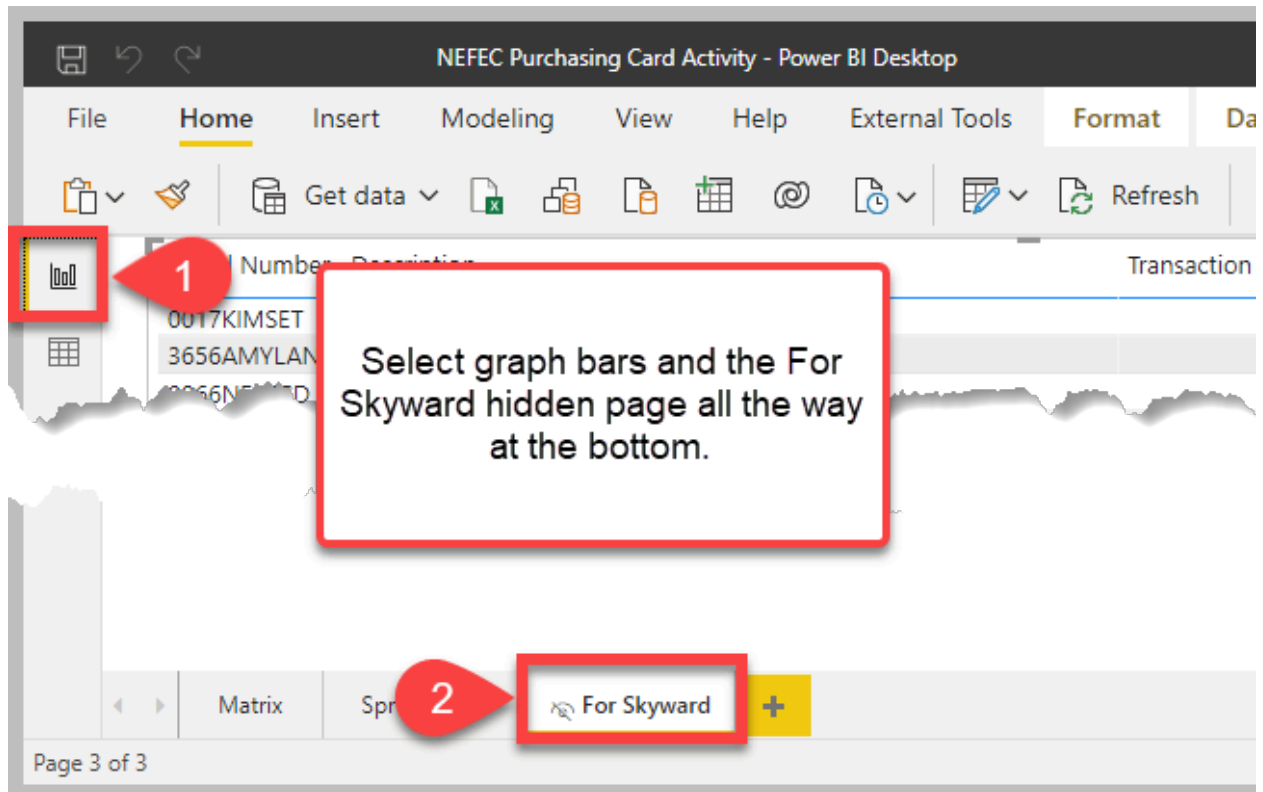 NEFEC Purchasing Card Activity - Power BI Desktop
File Home Insert Modeling View Help External Tools Format
Get data Refresh
1 Number Description Transaction
0017KIMSET
Select graph bars and the For
Skyward hidden page all the way
at the bottom.
Matrix 2 For Skyward +
Page 3 of 3